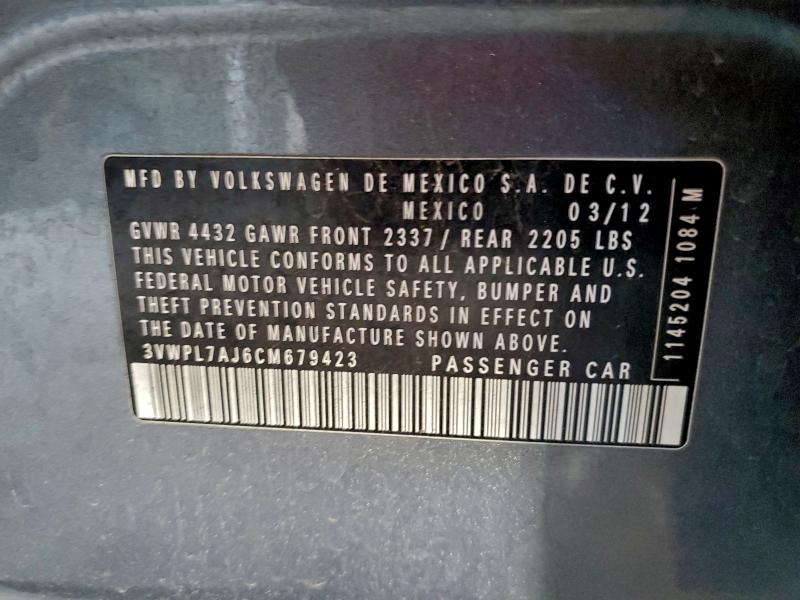 MFD BY VOLKSWAGEN DE MEXICO S.A. DE C.V.
MEXICO 03/12
GVWR 4432 GAWR FRONT 2337 / REAR 2205 LBS
THIS VEHICLE CONFORMS TO ALL APPLICABLE U.S.
FEDERAL MOTOR VEHICLE SAFETY, BUMPER AND
THEFT PREVENTION STANDARDS IN EFFECT ON
THE DATE OF MANUFACTURE SHOWN ABOVE.
3VWPL7AJ6CM679423 PASSENGER CAR
1145204 1084 M